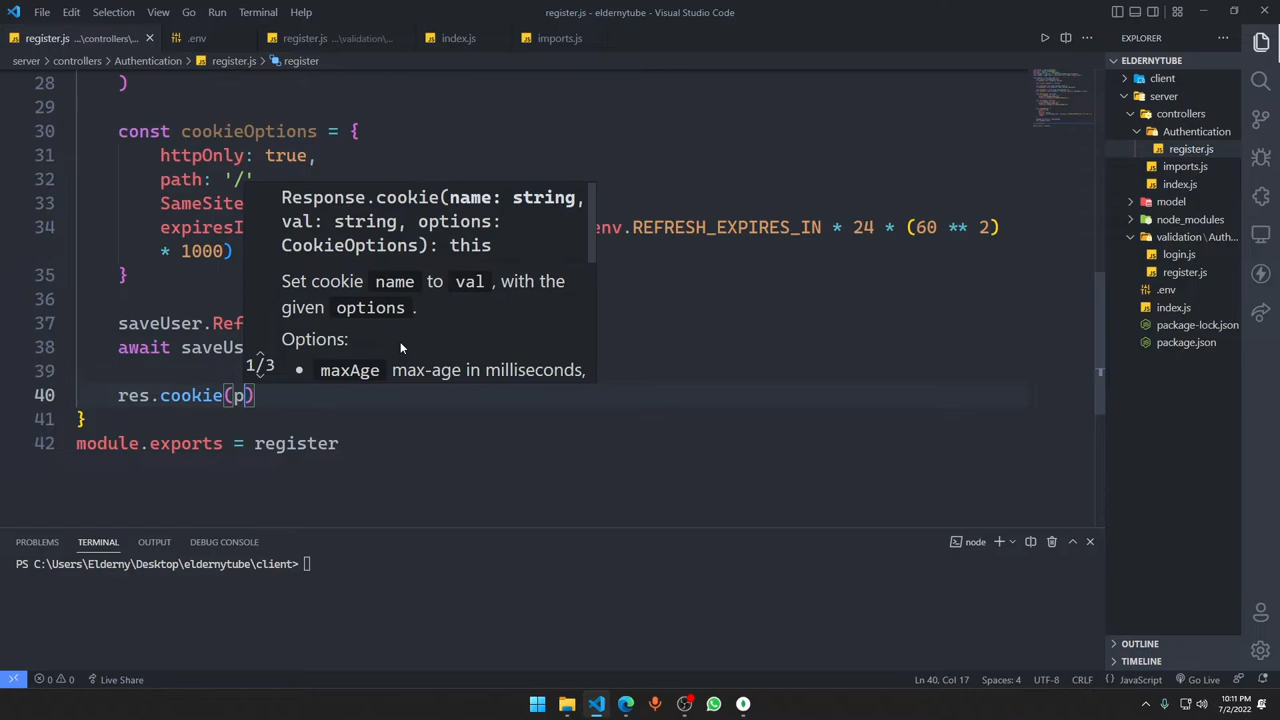 File Edit Selection View Go Run Terminal Help
register.js - eldernytube - Visual Studio Code
register.js ...\controllers\...
.env
register.js ...\validation\...
index.js
imports.js
EXPLORER
server > controllers > Authentication > register.js > register
28 )
29
30 const cookieOptions = {
31 httpOnly: true,
32 path: '/'
33 SameSite
34 expiresI env.REFRESH_EXPIRES_IN * 24 * (60 ** 2)
* 1000)
35 }
36
37 saveUser.Ref
38 await saveUs
39
40 res.cookie(p)
41 }
42 module.exports = register
Response.cookie(name: string,
val: string, options:
CookieOptions): this
Set cookie name to val, with the
given options.
Options:
1/3
• maxAge max-age in milliseconds,
ELDERNYTUBE
client
server
controllers
Authentication
register.js
imports.js
index.js
model
node_modules
validation\Auth...
login.js
register.js
.env
index.js
package-lock.json
package.json
OUTLINE
TIMELINE
PROBLEMS TERMINAL OUTPUT DEBUG CONSOLE
node
PS C:\Users\Elderny\Desktop\eldernytube\client>
0 0 Live Share
Ln 40, Col 17 Spaces: 4 UTF-8 CRLF JavaScript Go Live
10:11 PM
7/2/2022